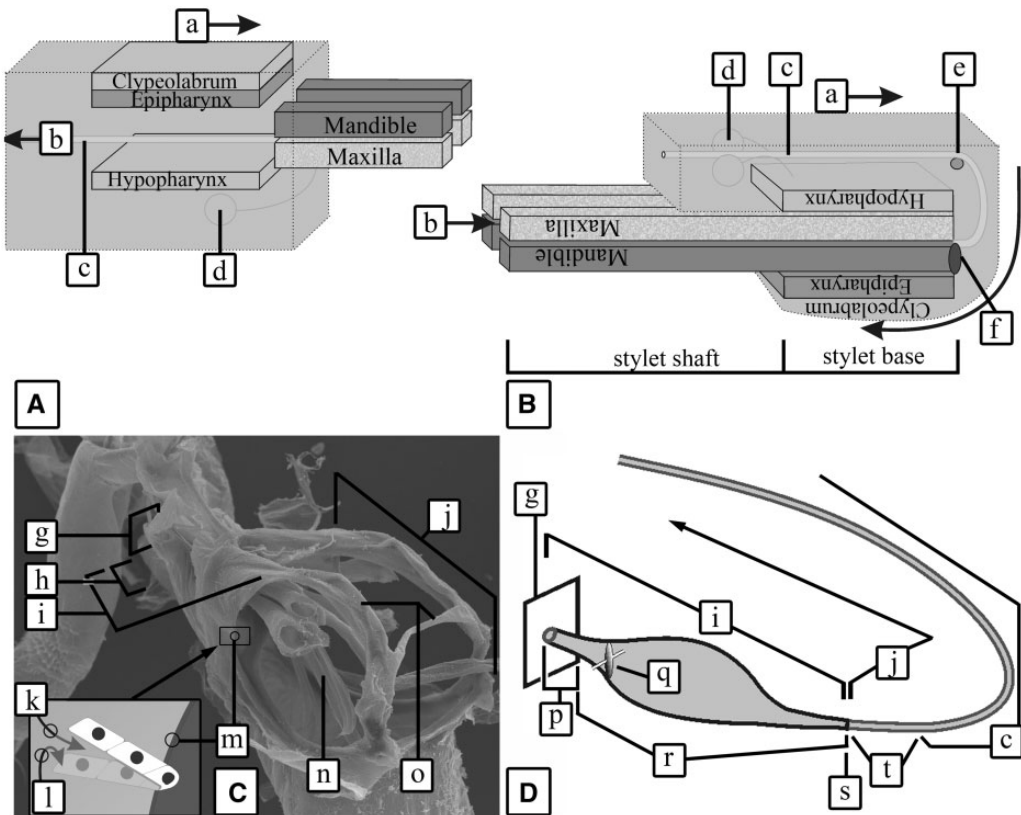 a
Clypeolabrum
Epipharynx
Mandible
b
Maxilla
Hypopharynx
c
d
A
d
c
e
a
Hypopharynx
b
Maxilla
Mandible
Epipharynx
Clypeolabrum
f
stylet shaft
stylet base
B
g
h
i
j
k
l
m
n
o
C
g
i
j
q
p
r
s
t
c
D